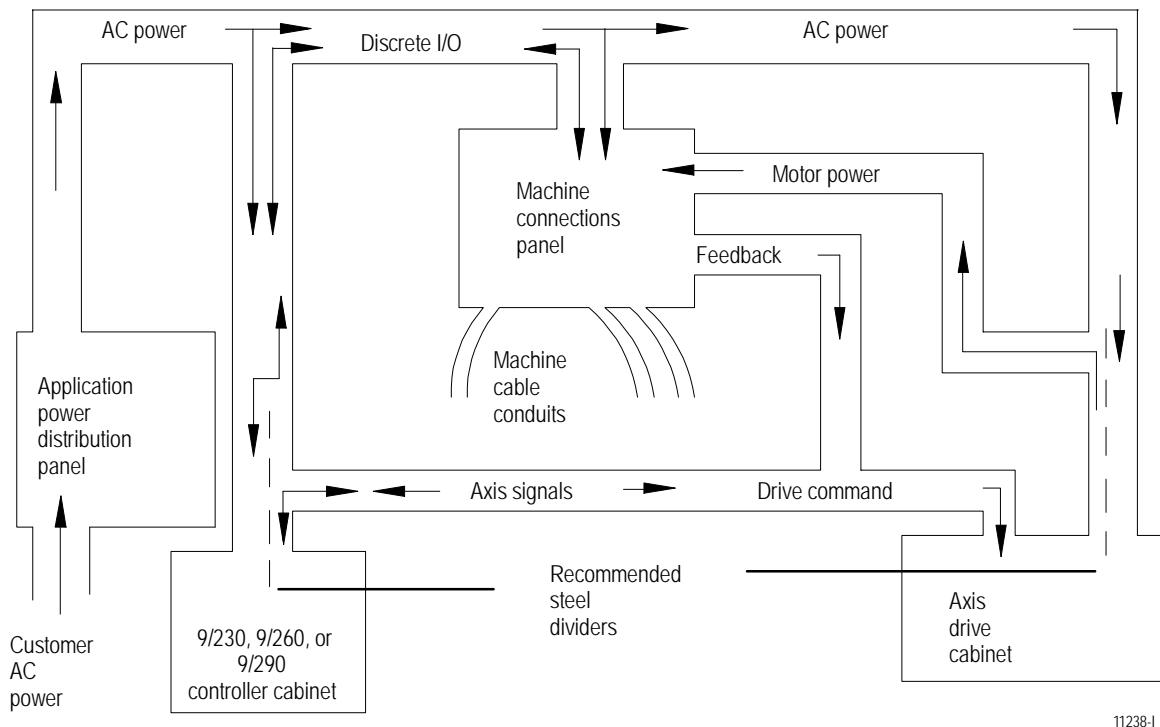 AC power
Discrete I/O
AC power
Machine
connections
panel
Motor power
Feedback
Machine
cable
conduits
Application
power
distribution
panel
Axis signals
Drive command
Recommended
steel
dividers
Customer
AC
power
9/230, 9/260, or
9/290
controller cabinet
Axis
drive
cabinet
11238-I